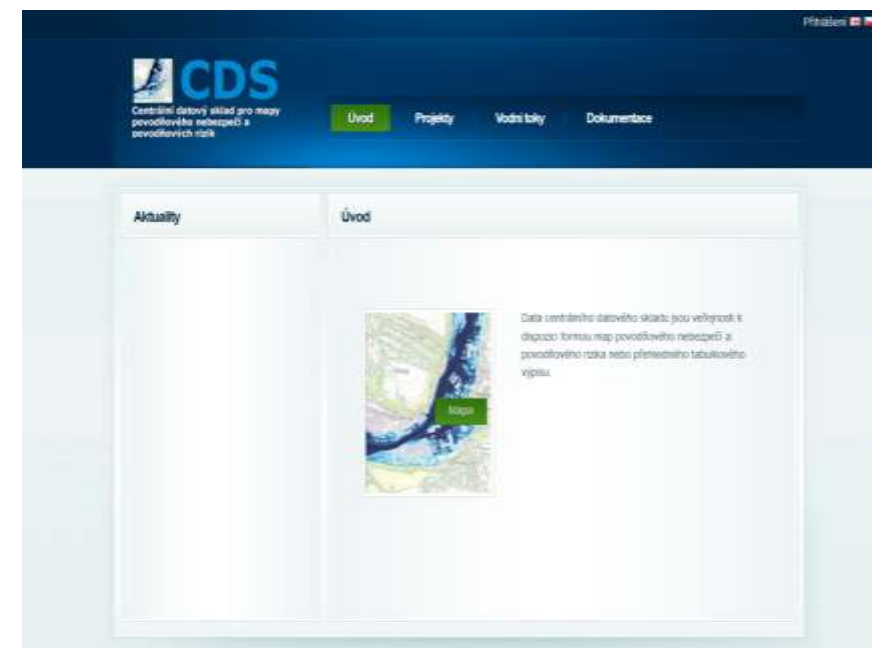 Přihlášení
CDS
Centrální datový sklad pro mapy
povodňového nebezpečí a
povodňových rizik
Úvod Projekty Vodní toky Dokumentace
Aktuality
Úvod
Data centrálního datového skladu jsou veřejnosti k
dispozici formou map povodňového nebezpečí a
povodňového rizika nebo přehledného tabulkového
výpisu.
Mapa